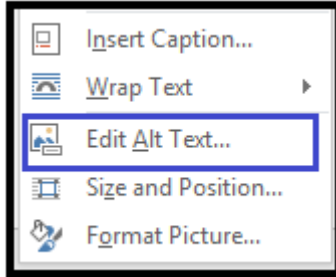 Insert Caption...
Wrap Text
Edit Alt Text...
Size and Position...
Format Picture...